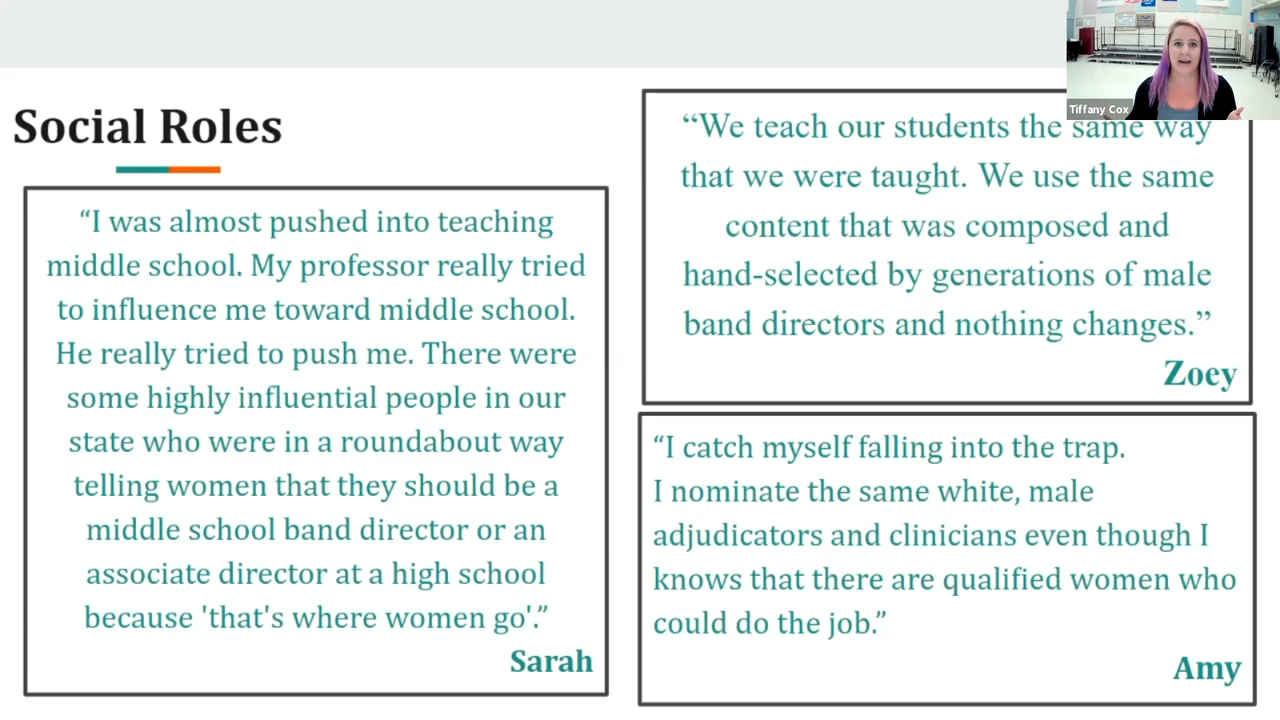 Social Roles
“I was almost pushed into teaching
middle school. My professor really tried
to influence me toward middle school.
He really tried to push me. There were
some highly influential people in our
state who were in a roundabout way
telling women that they should be a
middle school band director or an
associate director at a high school
because 'that's where women go'.”
Sarah
Tiffany Cox
“We teach our students the same way
that we were taught. We use the same
content that was composed and
hand-selected by generations of male
band directors and nothing changes.”
Zoey
“I catch myself falling into the trap.
I nominate the same white, male
adjudicators and clinicians even though I
knows that there are qualified women who
could do the job.”
Amy